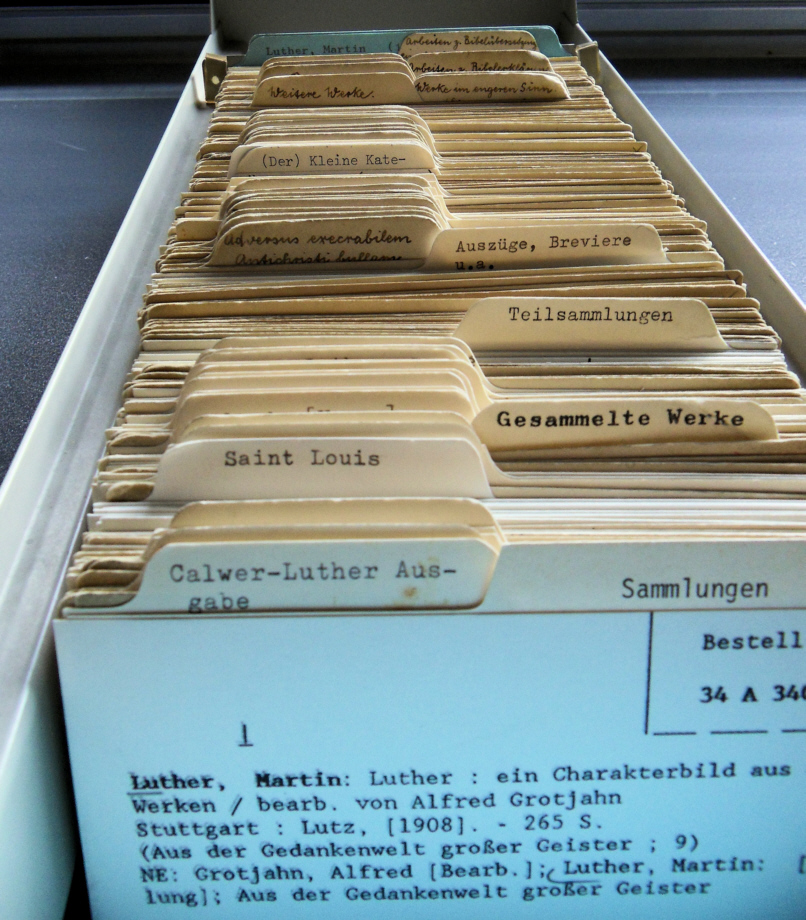 Luther, Martin (
Arbeiten z. Bibelübersetzung
Arbeiten z. Bibelerklär
Weitere Werke.
Werke im engeren Sinn
(Der) Kleine Kate-
Adversus execrabilem
Antichristi bullam
Auszüge, Breviere
u.a.
Teilsammlungen
Gesammelte Werke
Saint Louis
Calwer-Luther Aus-
gabe
Sammlungen
Bestell
34 A 340
Luther, Martin: Luther : ein Charakterbild aus
Werken / bearb. von Alfred Grotjahn
Stuttgart : Lutz, [1908]. - 265 S.
(Aus der Gedankenwelt großer Geister ; 9)
NE: Grotjahn, Alfred [Bearb.]; Luther, Martin: [
lung]; Aus der Gedankenwelt großer Geister